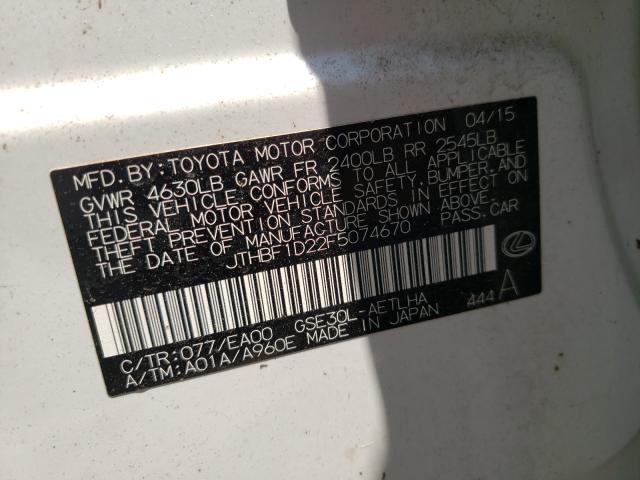 MFD. BY: TOYOTA MOTOR CORPORATION 04/15
GVWR 4630LB GAWR FR 2400LB RR 2545LB
THIS VEHICLE CONFORMS TO ALL APPLICABLE
FEDERAL MOTOR VEHICLE SAFETY, BUMPER, AND
THEFT PREVENTION STANDARDS IN EFFECT ON
THE DATE OF MANUFACTURE SHOWN ABOVE.
JTHBF1D22F5074670 PASS. CAR
C/TR: 077/EA00 GSE30L-AETLHA 444 A
A/TM: A01A/A960E MADE IN JAPAN